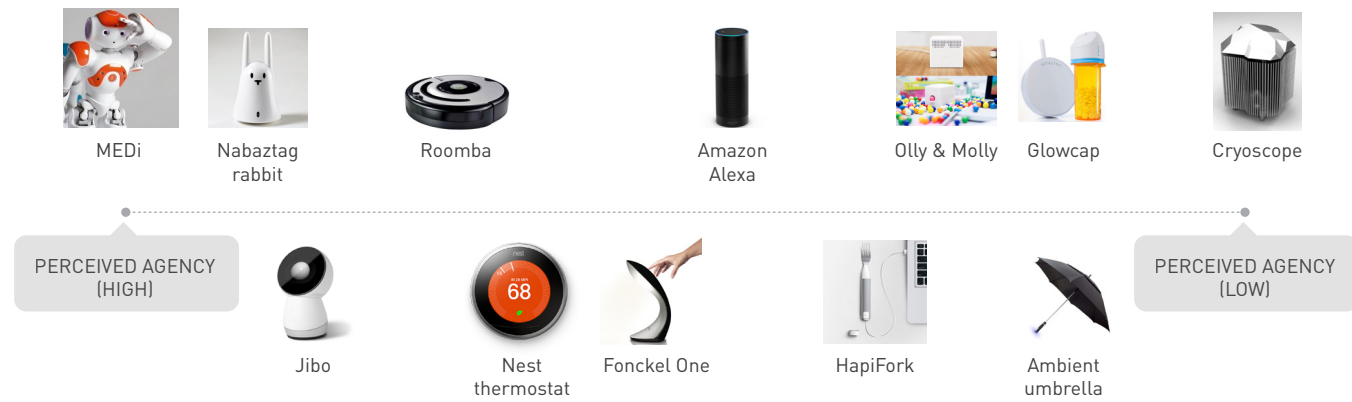 MEDi
Nabaztag
rabbit
Roomba
Amazon
Alexa
Olly & Molly
Glowcap
Cryoscope
PERCEIVED AGENCY
(HIGH)
PERCEIVED AGENCY
(LOW)
Jibo
nest
68
Nest
thermostat
Fonckel One
HapiFork
Ambient
umbrella